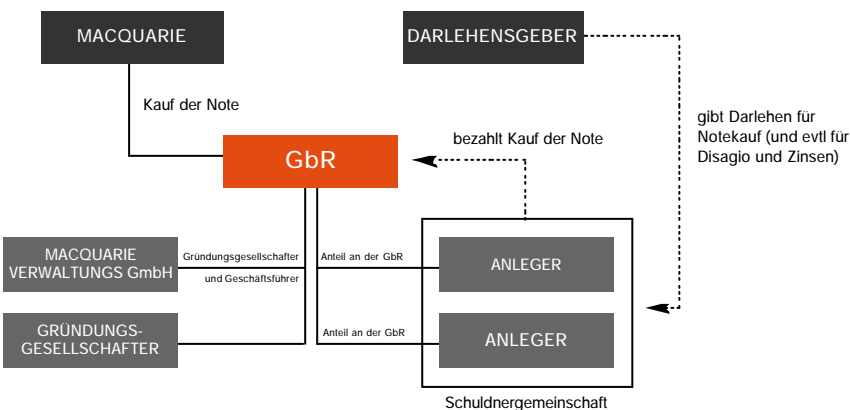 MACQUARIE
DARLEHENSGEBER
Kauf der Note
gibt Darlehen für
Notekauf (und evtl für
Disagio und Zinsen)
bezahlt Kauf der Note
GbR
MACQUARIE
VERWALTUNGS GmbH
Gründungsgesellschafter
und Geschäftsführer
Anteil an der GbR
ANLEGER
GRÜNDUNGS-
GESELLSCHAFTER
Anteil an der GbR
ANLEGER
Schuldnergemeinschaft